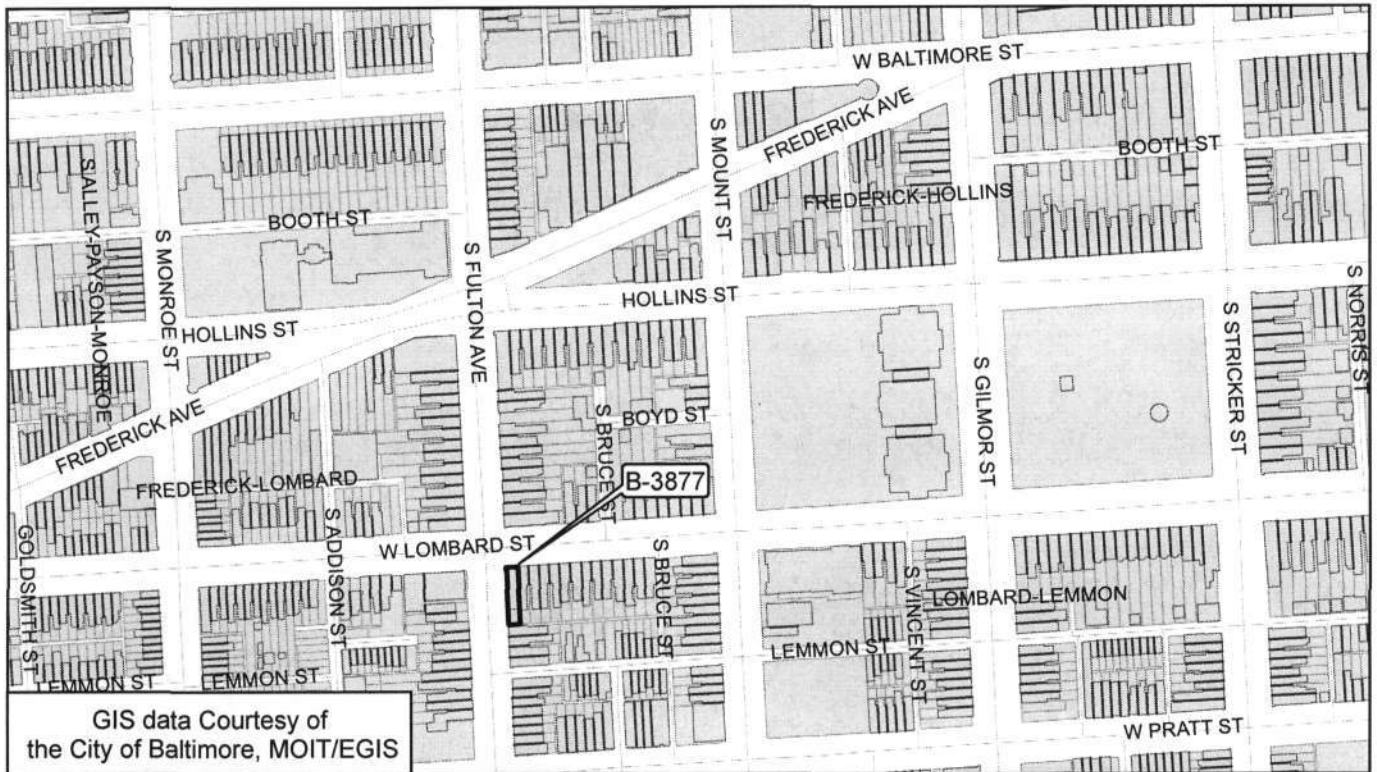 W BALTIMORE ST
FREDERICK AVE
S MOUNT ST
BOOTH ST
S ALLEY-PAYSON-MONROE
FREDERICK-HOLLINS
BOOTH ST
S MONROE ST
S FULTON AVE
HOLLINS ST
S NORRIS ST
HOLLINS ST
S STRICKER ST
S GILMOR ST
FREDERICK AVE
S BRUCE ST
BOYD ST
FREDERICK-LOMBARD
B-3877
GOLDSMITH ST
S ADDISON ST
W LOMBARD ST
S BRUCE ST
S VINCENT ST
LOMBARD-LEMMON
LEMMON ST
LEMMON ST
LEMMON ST
W PRATT ST
GIS data Courtesy of
the City of Baltimore, MOIT/EGIS